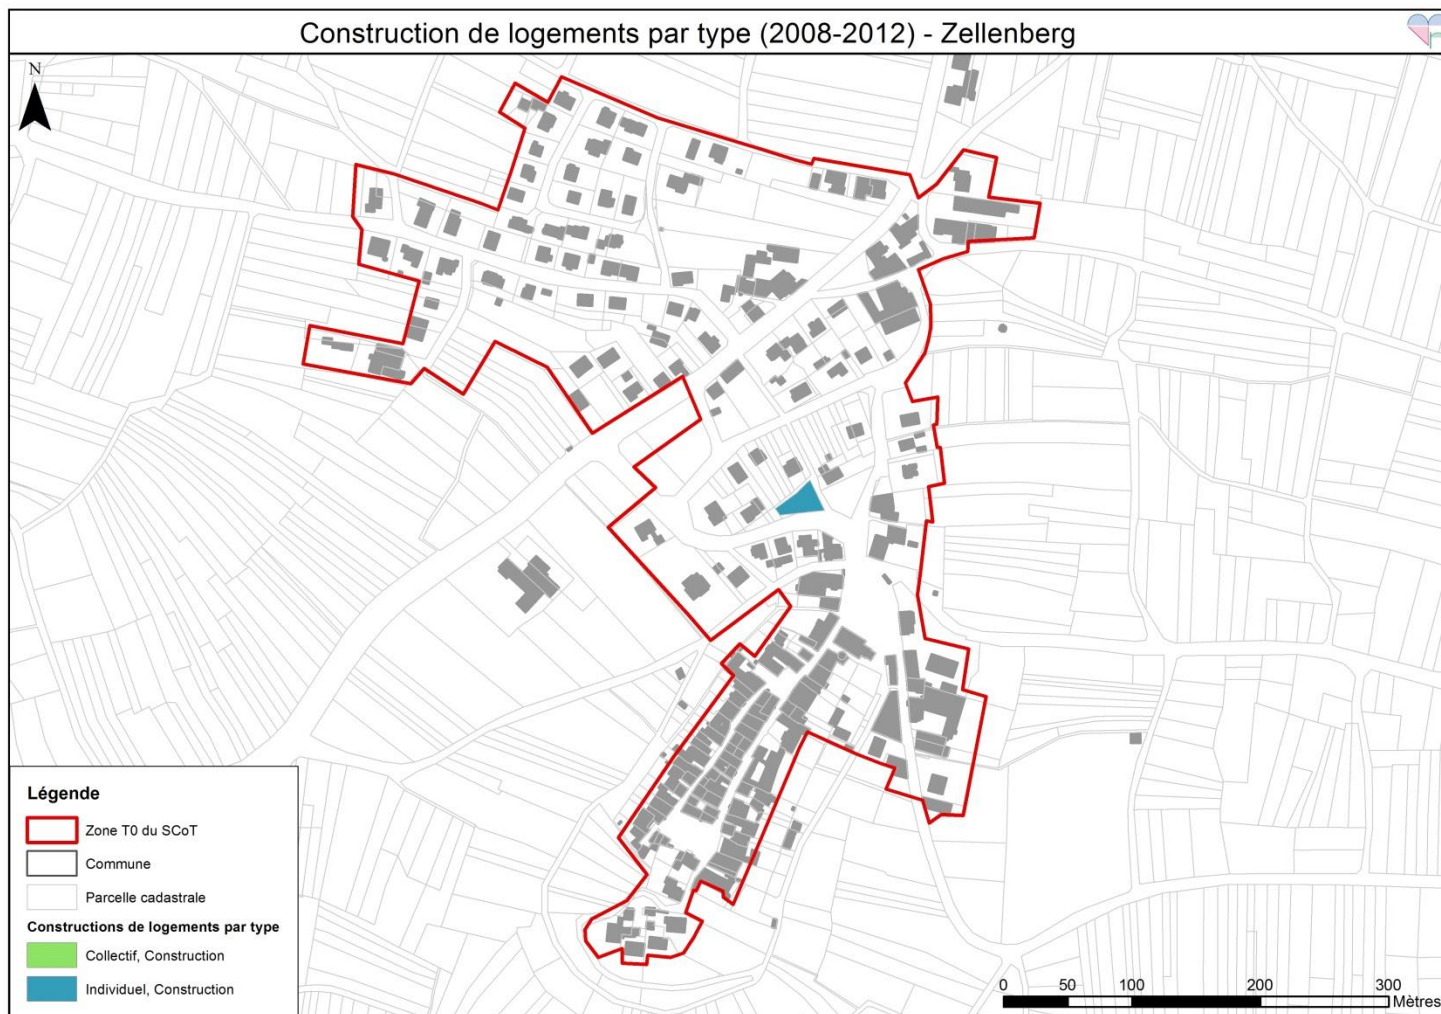 Construction de logements par type (2008-2012) - Zellenberg
N
Légende
Zone T0 du SCoT
Commune
Parcelle cadastrale
Constructions de logements par type
Collectif, Construction
Individuel, Construction
0 50 100 200 300
Mètres